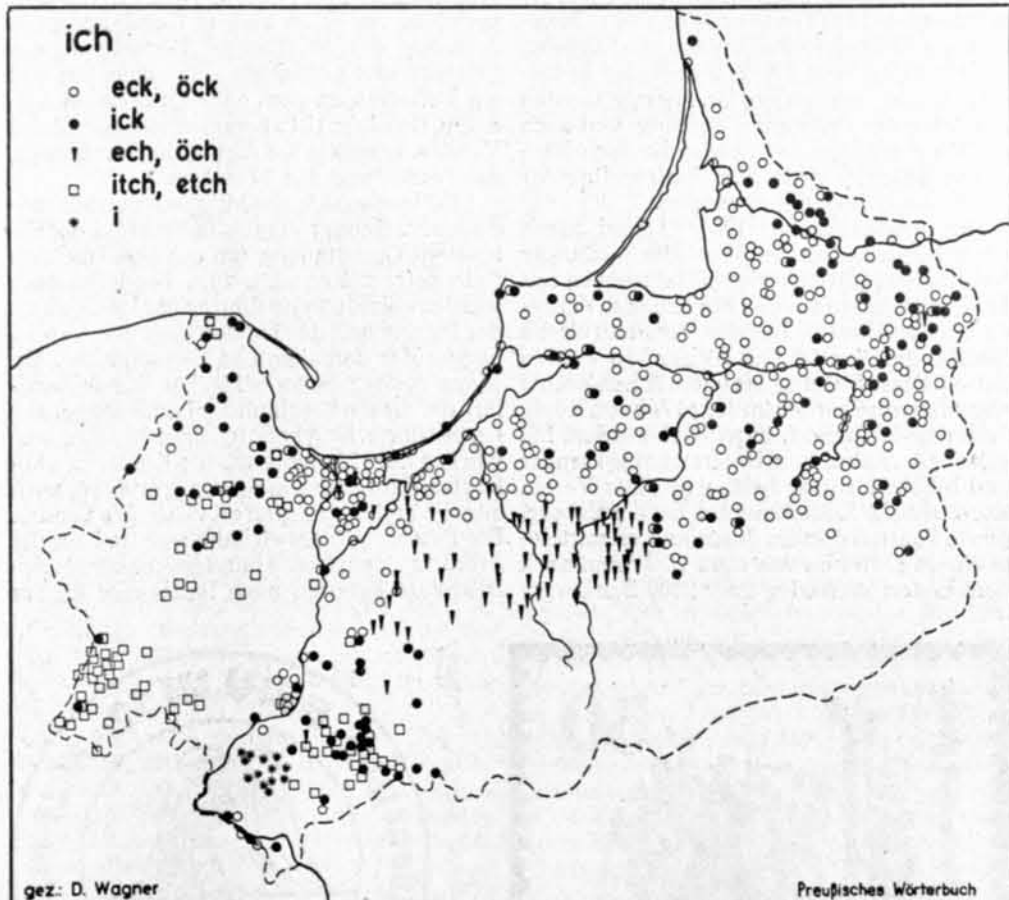 ich
eck, öck
ick
ech, öch
itch, etch
i
gez.: D. Wagner
Preußisches Wörterbuch